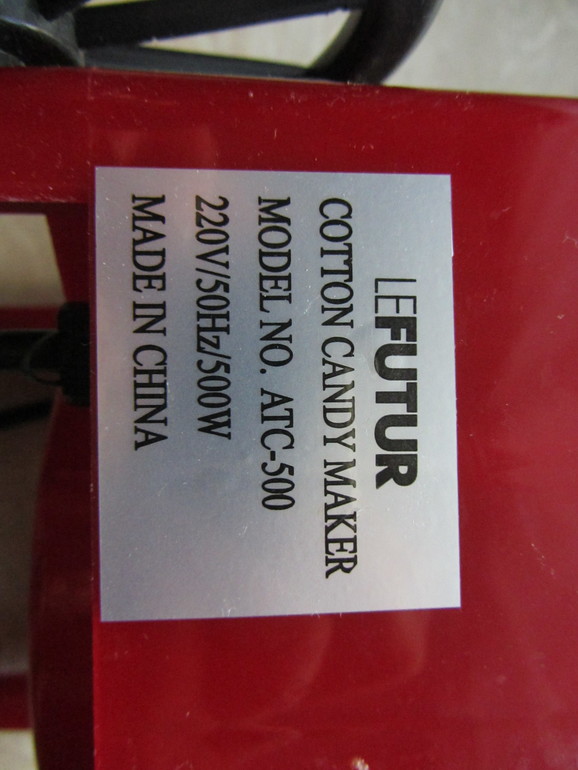 LEFUTUR
COTTON CANDY MAKER
MODEL NO. ATC-500
220V/50Hz/500W
MADE IN CHINA